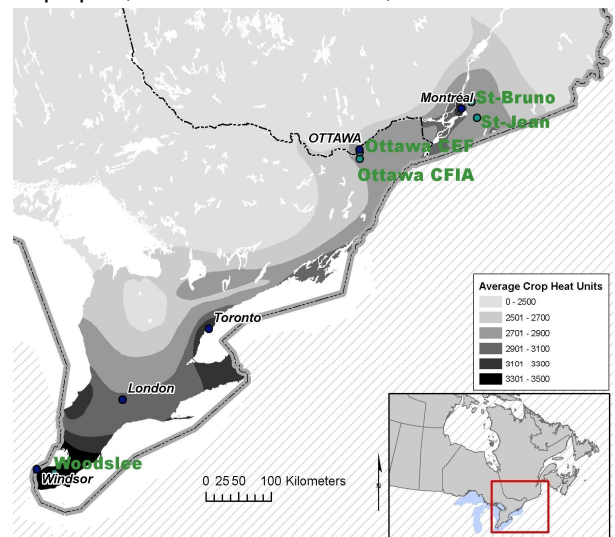 Montréal
St-Bruno
St-Jean
OTTAWA
Ottawa CEF
Ottawa CFIA
Average Crop Heat Units
0 - 2500
2501 - 2700
2701 - 2900
2901 - 3100
3101 - 3300
3301 - 3500
Toronto
London
Woodslee
Windsor
0 25 50 100 Kilometers